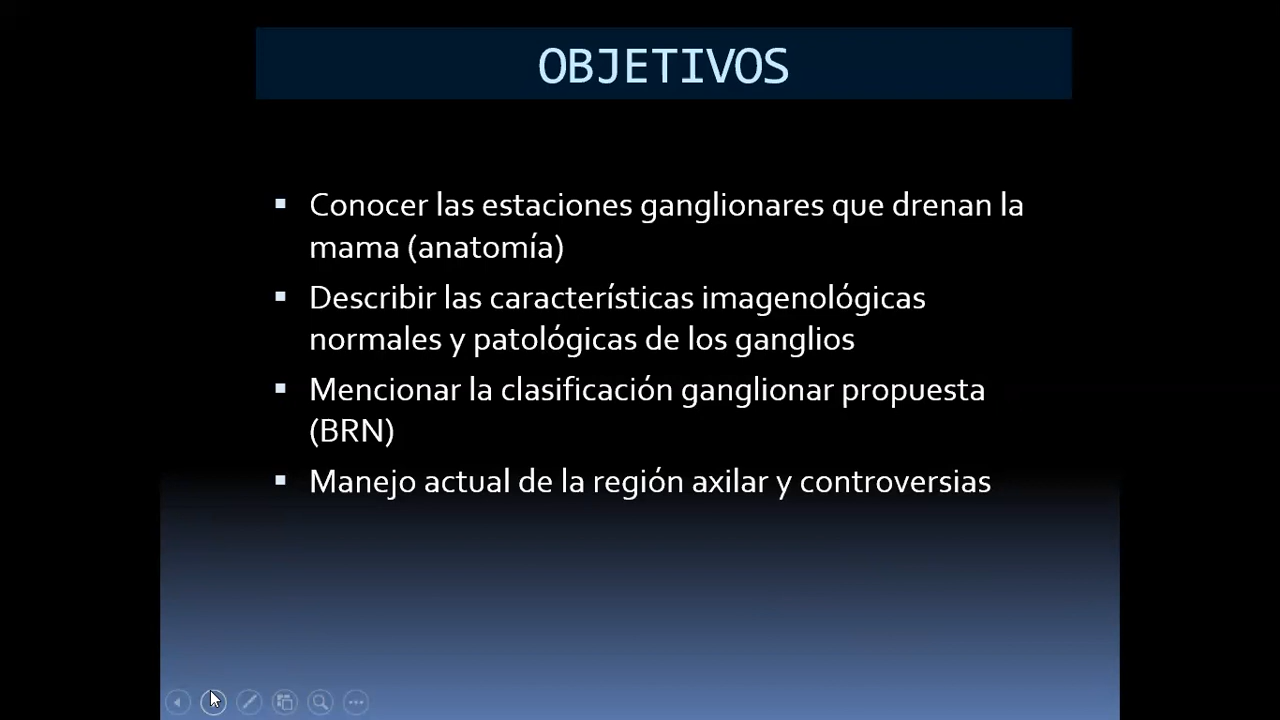 OBJETIVOS
Conocer las estaciones ganglionares que drenan la
mama (anatomía)
Describir las características imagenológicas
normales y patológicas de los ganglios
Mencionar la clasificación ganglionar propuesta
(BRN)
Manejo actual de la región axilar y controversias